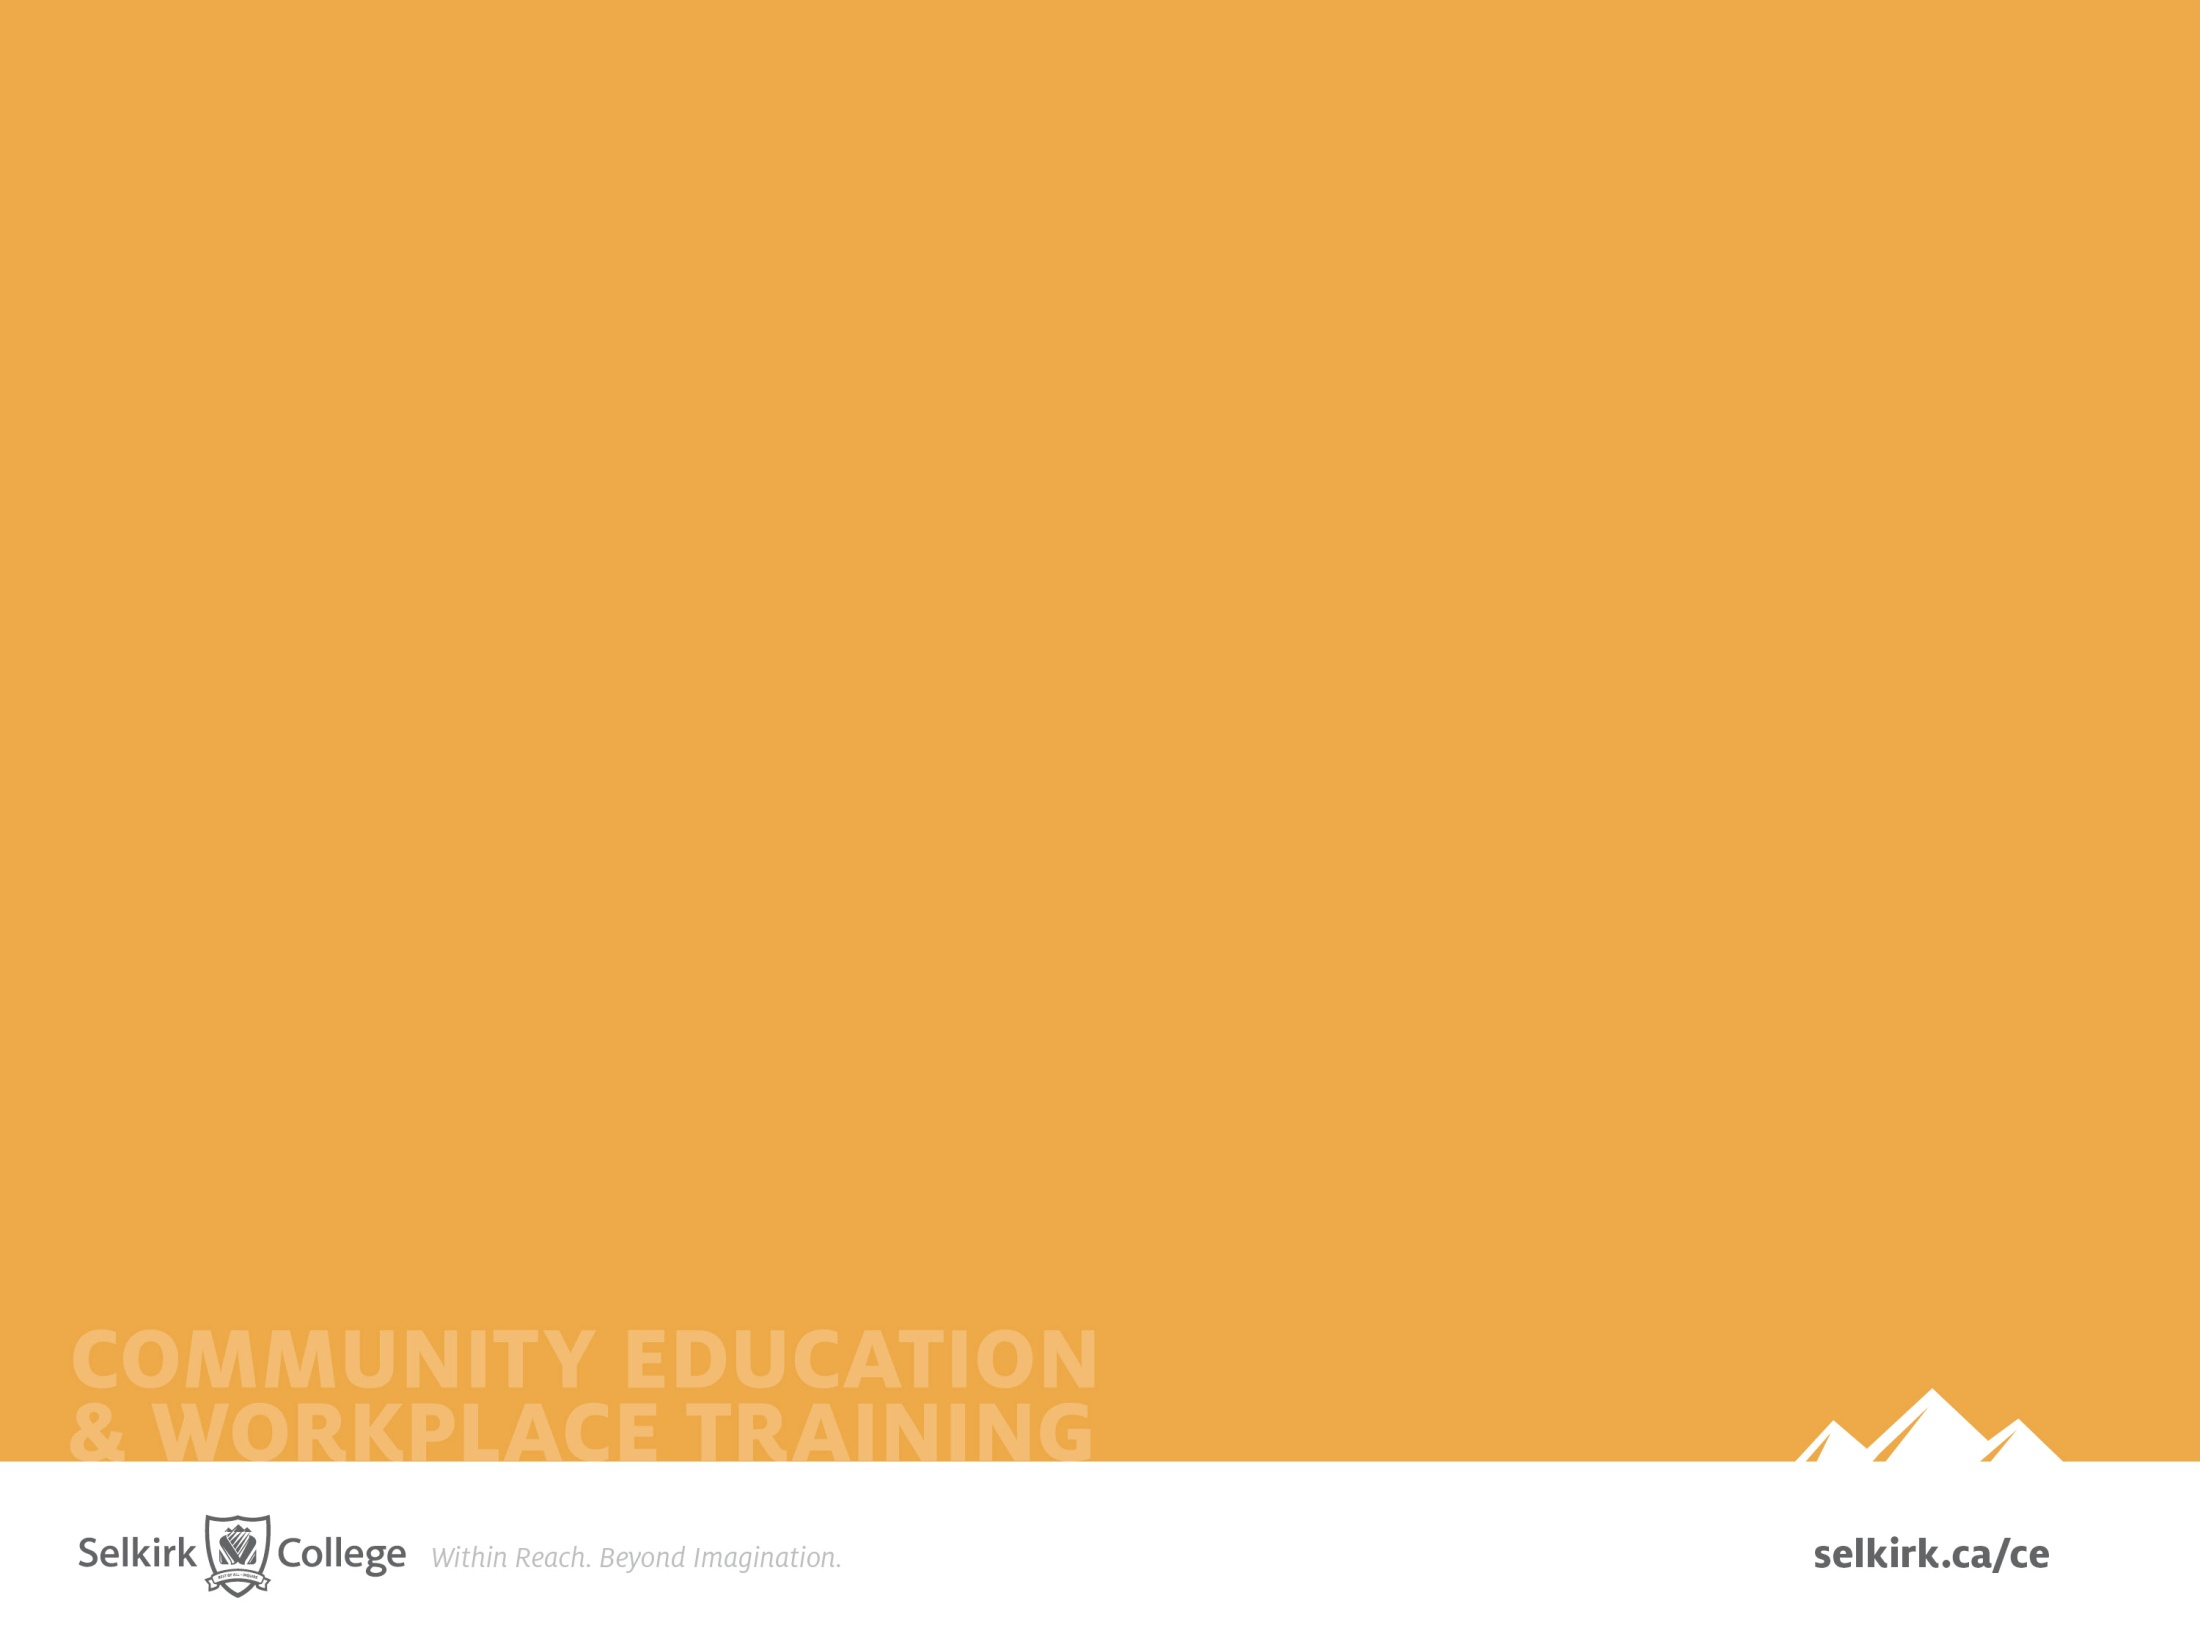 COMMUNITY EDUCATION
& WORKPLACE TRAINING
Selkirk College Within Reach. Beyond Imagination.
selkirk.ca/ce